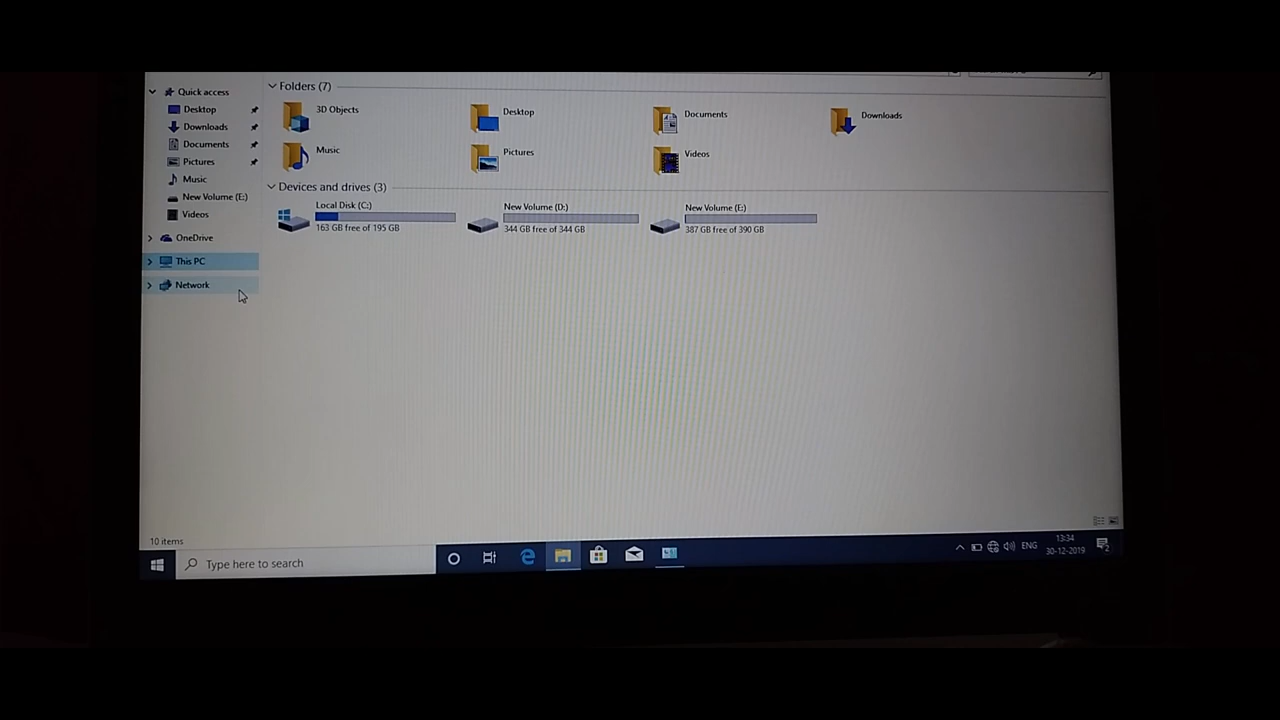 Quick access
Desktop
Downloads
Documents
Pictures
Music
New Volume (E:)
Videos
OneDrive
This PC
Network
Folders (7)
3D Objects
Desktop
Documents
Downloads
Music
Pictures
Videos
Devices and drives (3)
Local Disk (C:)
163 GB free of 195 GB
New Volume (D:)
344 GB free of 344 GB
New Volume (E:)
387 GB free of 390 GB
10 items
Type here to search
ENG
13:34
30-12-2019
2